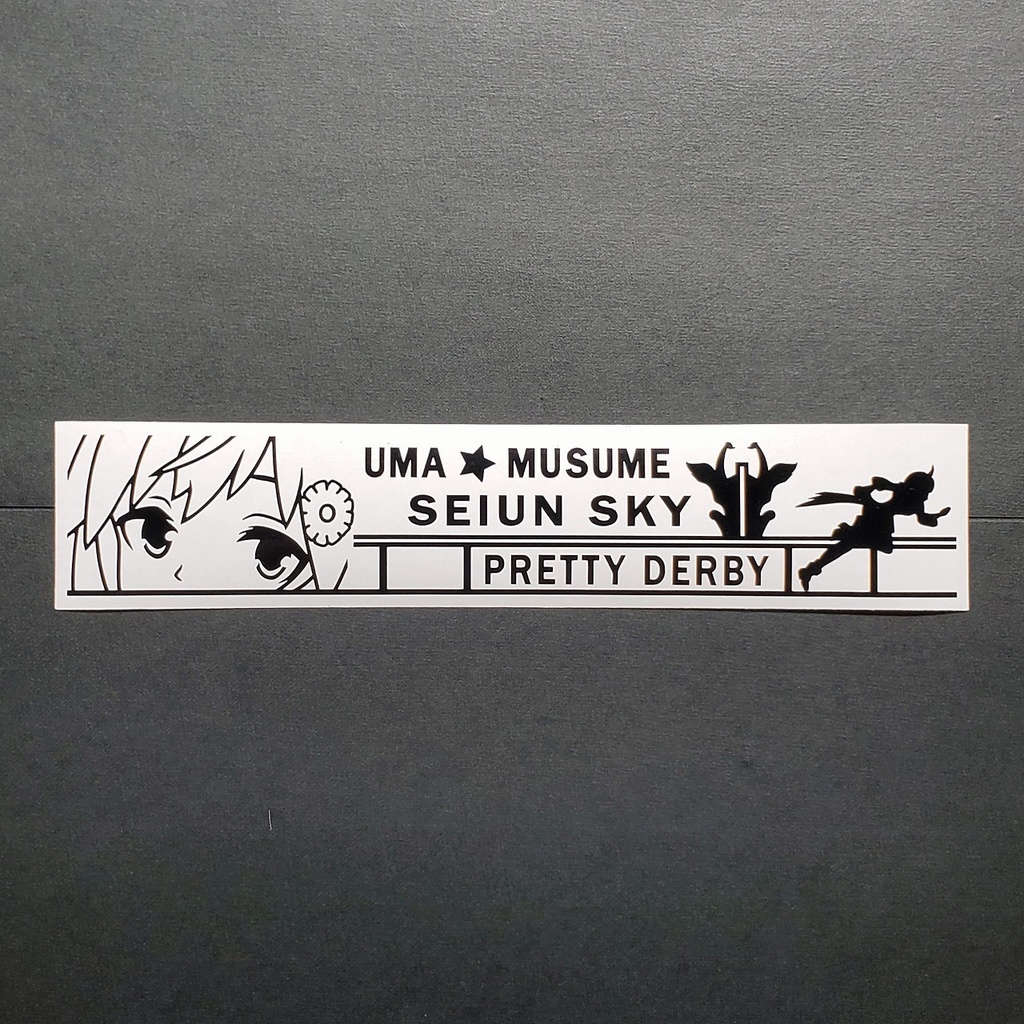 UMA ★ MUSUME
SEIUN SKY
PRETTY DERBY